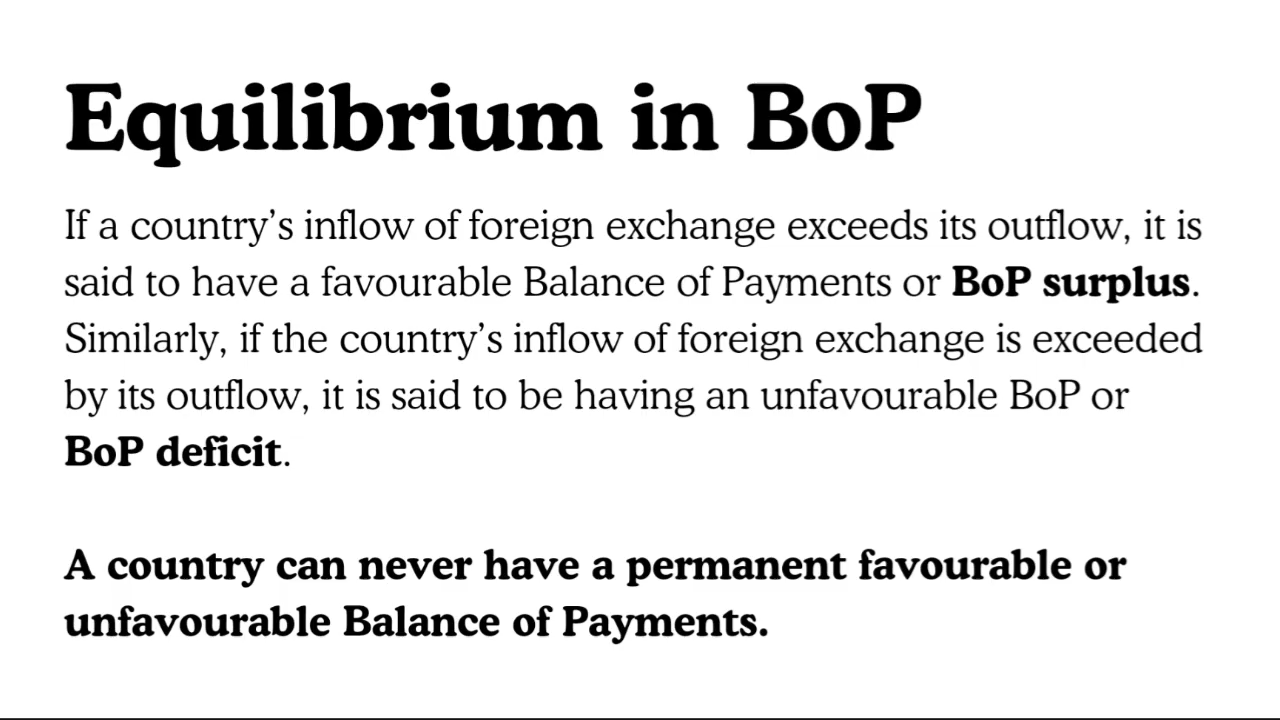 Equilibrium in BoP
If a country’s inflow of foreign exchange exceeds its outflow, it is
said to have a favourable Balance of Payments or BoP surplus.
Similarly, if the country’s inflow of foreign exchange is exceeded
by its outflow, it is said to be having an unfavourable BoP or
BoP deficit.
A country can never have a permanent favourable or
unfavourable Balance of Payments.